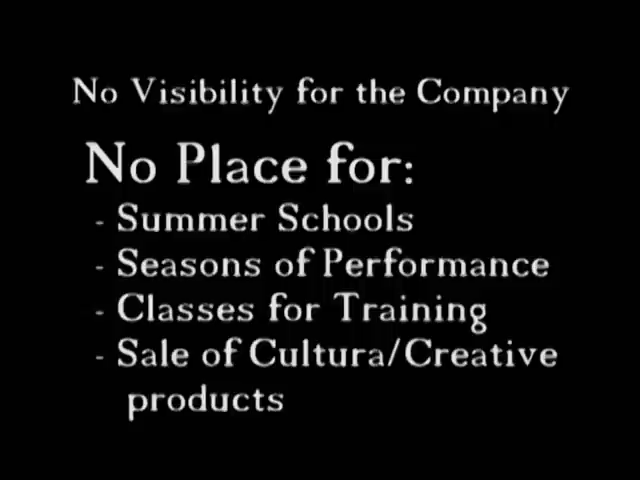 No Visibility for the Company
No Place for:
- Summer Schools
- Seasons of Performance
- Classes for Training
- Sale of Cultura/Creative
products